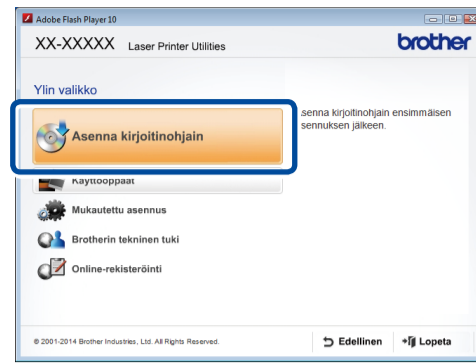 Adobe Flash Player 10
XX-XXXXX Laser Printer Utilities
brother
Ylin valikko
Asenna kirjoitinohjain
senna kirjoitinohjain ensimmäisen
sennuksen jälkeen.
Käyttöoppaat
Mukautettu asennus
Brotherin tekninen tuki
Online-rekisteröinti
© 2001-2014 Brother Industries, Ltd. All Rights Reserved.
Edellinen
Lopeta